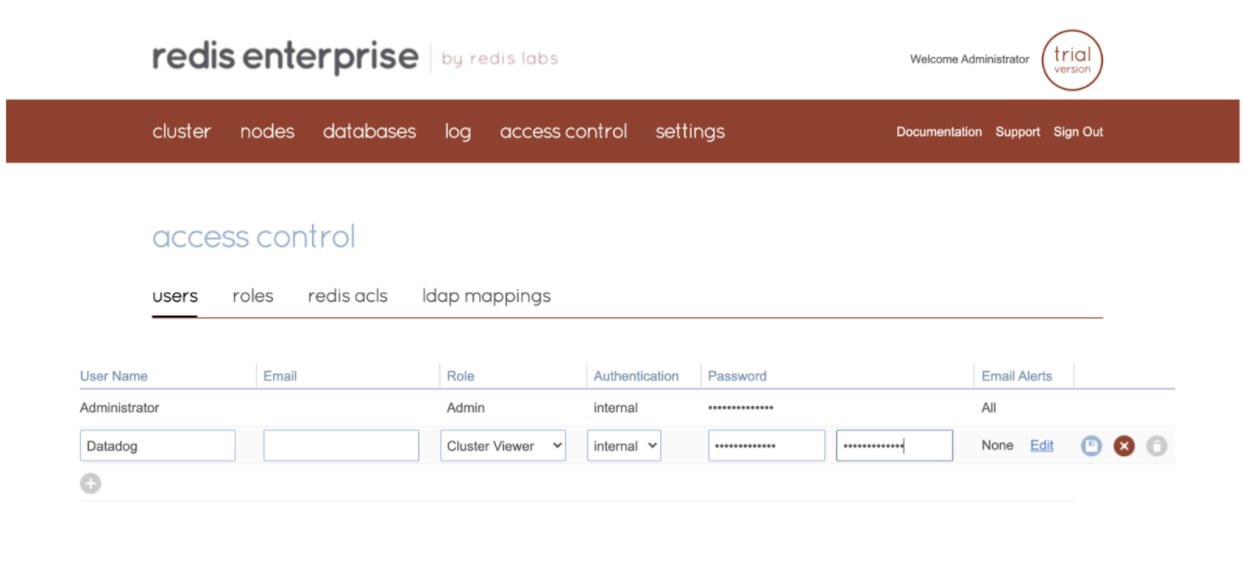 redis enterprise by redis labs Welcome Administrator trial version
cluster nodes databases log access control settings Documentation Support Sign Out
access control
users roles redis acls ldap mappings
User Name Email Role Authentication Password Email Alerts
Administrator Admin internal •••••••••••••• All
Datadog Cluster Viewer internal ••••••••••••• ••••••••••••• None Edit